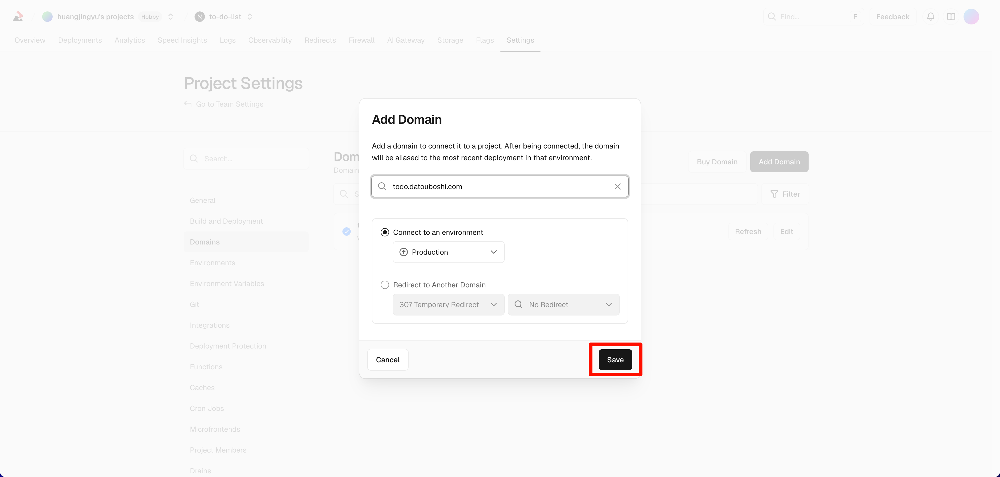 huangjingyu's projects Hobby to-do-list Find... F Feedback
Overview Deployments Analytics Speed Insights Logs Observability Redirects Firewall AI Gateway Storage Flags Settings
Project Settings
Go to Team Settings
Search...
General
Build and Deployment
Domains
Environments
Environment Variables
Git
Integrations
Deployment Protection
Functions
Caches
Cron Jobs
Microfrontends
Project Members
Drains
Dom
Domain
Buy Domain Add Domain
S
Filter
Refresh Edit
Add Domain
Add a domain to connect it to a project. After being connected, the domain
will be aliased to the most recent deployment in that environment.
todo.datouboshi.com
Connect to an environment
Production
Redirect to Another Domain
307 Temporary Redirect No Redirect
Cancel Save